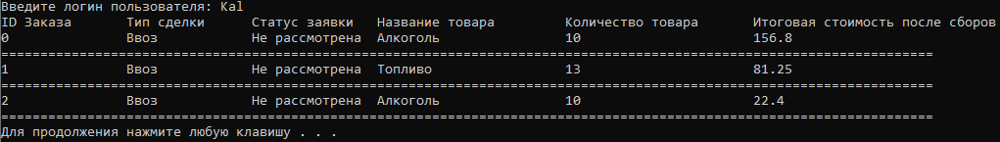 Введите логин пользователя: Kal
ID Заказа Тип сделки Статус заявки Название товара Количество товара Итоговая стоимость после сборов
0 Ввоз Не рассмотрена Алкоголь 10 156.8
=======================================================================================================================
1 Ввоз Не рассмотрена Топливо 13 81.25
=======================================================================================================================
2 Ввоз Не рассмотрена Алкоголь 10 22.4
=======================================================================================================================
Для продолжения нажмите любую клавишу . . .